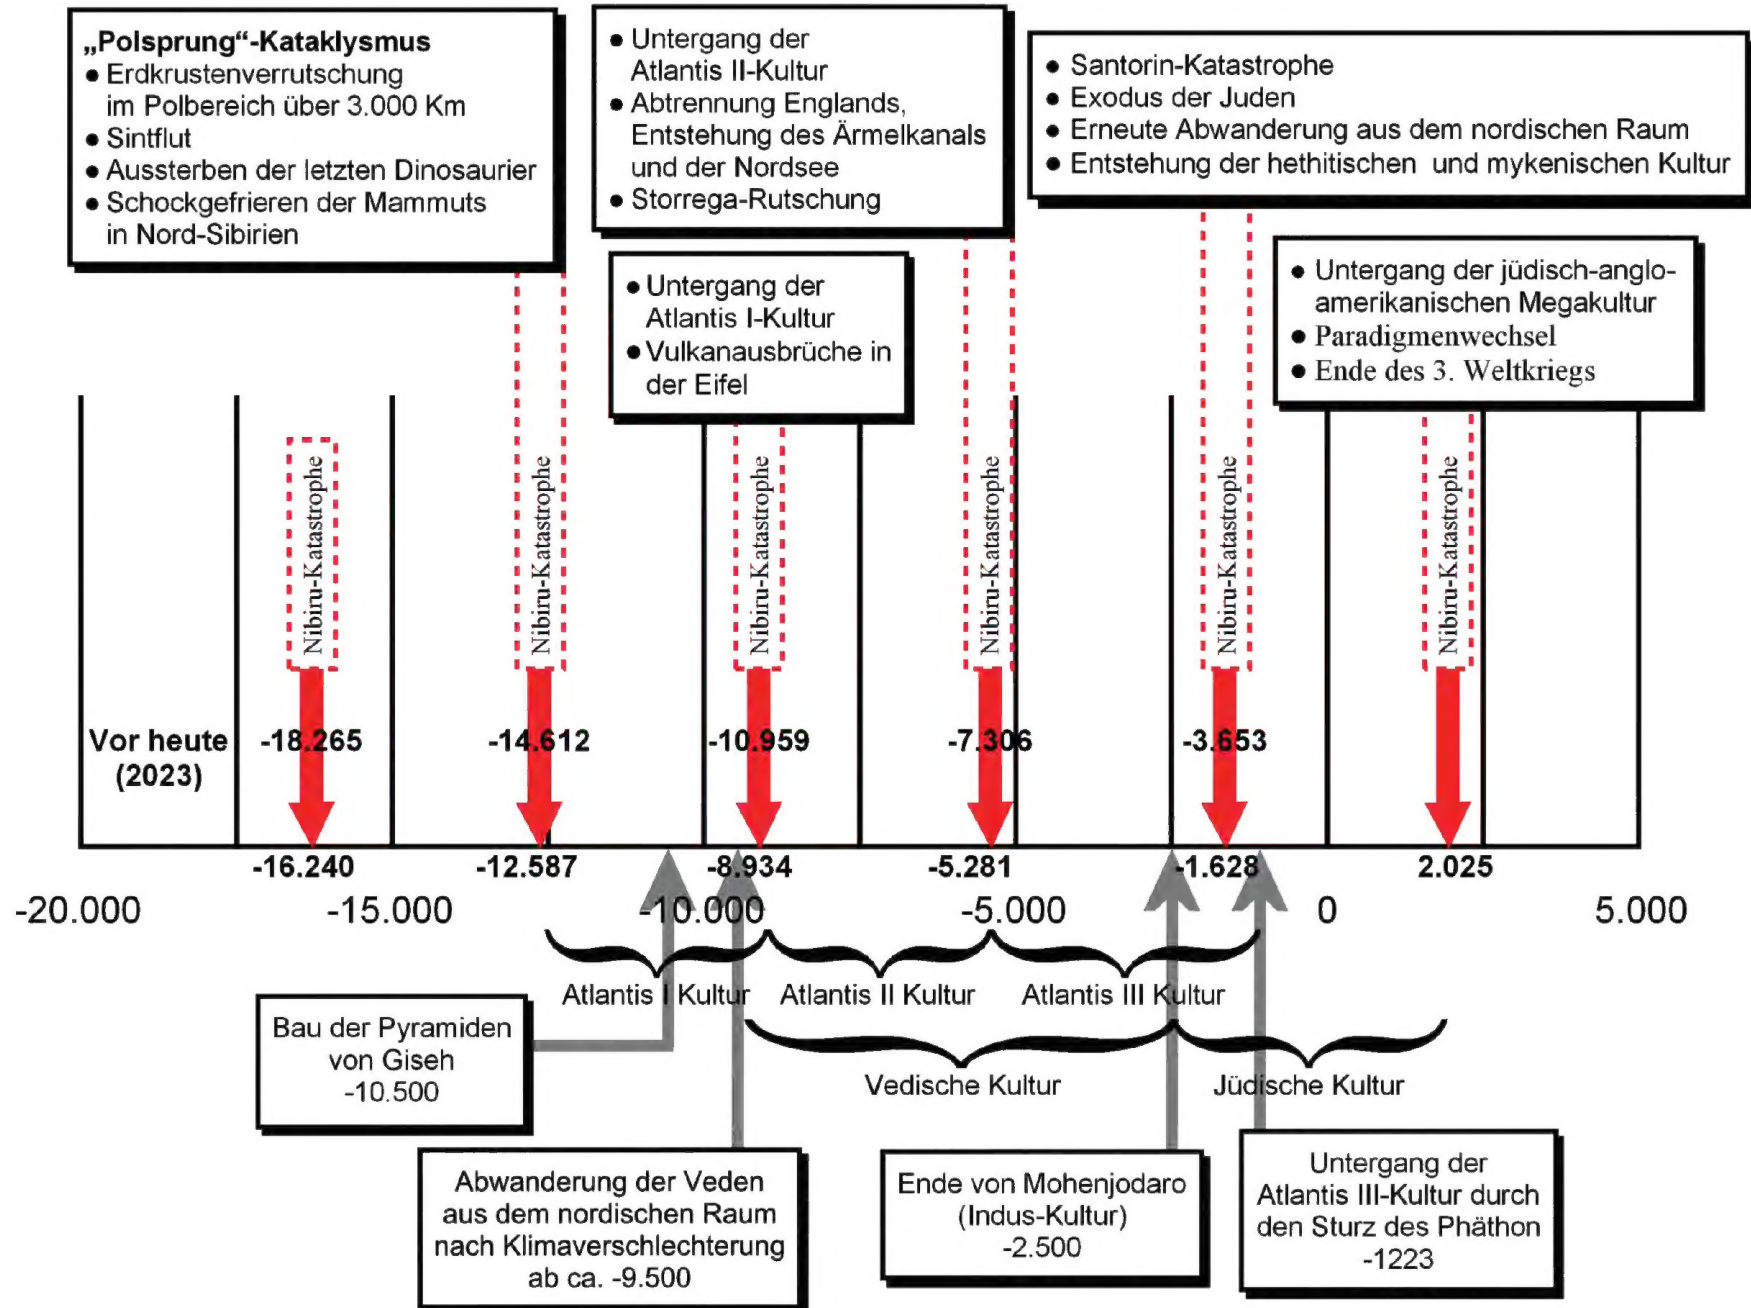 „Polsprung“-Kataklysmus
● Erdkrustenverrutschung
im Polbereich über 3.000 Km
● Sintflut
● Aussterben der letzten Dinosaurier
● Schockgefrieren der Mammuts
in Nord-Sibirien
● Untergang der
Atlantis II-Kultur
● Abtrennung Englands,
Entstehung des Ärmelkanals
und der Nordsee
● Storrega-Rutschung
● Santorin-Katastrophe
● Exodus der Juden
● Erneute Abwanderung aus dem nordischen Raum
● Entstehung der hethitischen und mykenischen Kultur
● Untergang der
Atlantis I-Kultur
● Vulkanausbrüche in
der Eifel
● Untergang der jüdisch-anglo-
amerikanischen Megakultur
● Paradigmenwechsel
● Ende des 3. Weltkriegs
Nibiru-Katastrophe
Nibiru-Katastrophe
Nibiru-Katastrophe
Nibiru-Katastrophe
Nibiru-Katastrophe
Nibiru-Katastrophe
Vor heute
(2023)
-18.265
-14.612
-10.959
-7.306
-3.653
-16.240
-12.587
-8.934
-5.281
-1.628
2.025
-20.000
-15.000
-10.000
-5.000
0
5.000
Atlantis I Kultur
Atlantis II Kultur
Atlantis III Kultur
Vedische Kultur
Jüdische Kultur
Bau der Pyramiden
von Giseh
-10.500
Abwanderung der Veden
aus dem nordischen Raum
nach Klimaverschlechterung
ab ca. -9.500
Ende von Mohenjodaro
(Indus-Kultur)
-2.500
Untergang der
Atlantis III-Kultur durch
den Sturz des Phäthon
-1223